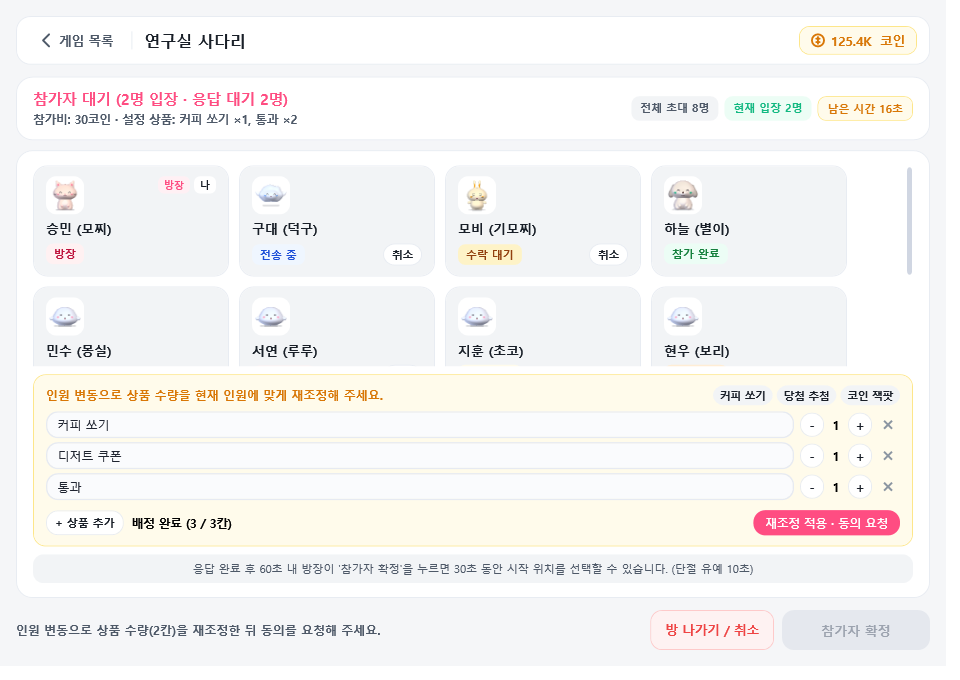 게임 목록
연구실 사다리
125.4K 코인
참가자 대기 (2명 입장 · 응답 대기 2명)
참가비: 30코인 · 설정 상품: 커피 쏘기 ×1, 통과 ×2
전체 초대 8명
현재 입장 2명
남은 시간 16초
방장
나
승민 (모찌)
방장
구대 (덕구)
전송 중
취소
모비 (기모찌)
수락 대기
취소
하늘 (별이)
참가 완료
민수 (몽실)
서연 (루루)
지훈 (초코)
현우 (보리)
인원 변동으로 상품 수량을 현재 인원에 맞게 재조정해 주세요.
커피 쏘기
당첨 추첨
코인 잭팟
커피 쏘기
- 1 + ✕
디저트 쿠폰
- 1 + ✕
통과
- 1 + ✕
+ 상품 추가
배정 완료 (3 / 3칸)
재조정 적용 · 동의 요청
응답 완료 후 60초 내 방장이 '참가자 확정'을 누르면 30초 동안 시작 위치를 선택할 수 있습니다. (단절 유예 10초)
인원 변동으로 상품 수량(2칸)을 재조정한 뒤 동의를 요청해 주세요.
방 나가기 / 취소
참가자 확정